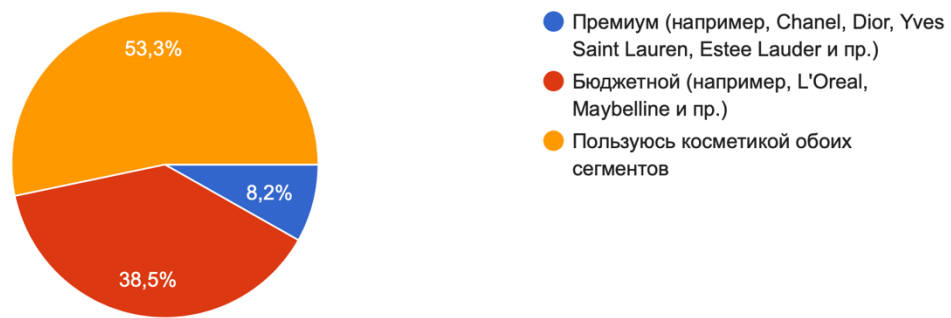 53,3%
8,2%
38,5%
Премиум (например, Chanel, Dior, Yves
Saint Lauren, Estee Lauder и пр.)
Бюджетной (например, L'Oreal,
Maybelline и пр.)
Пользуюсь косметикой обоих
сегментов